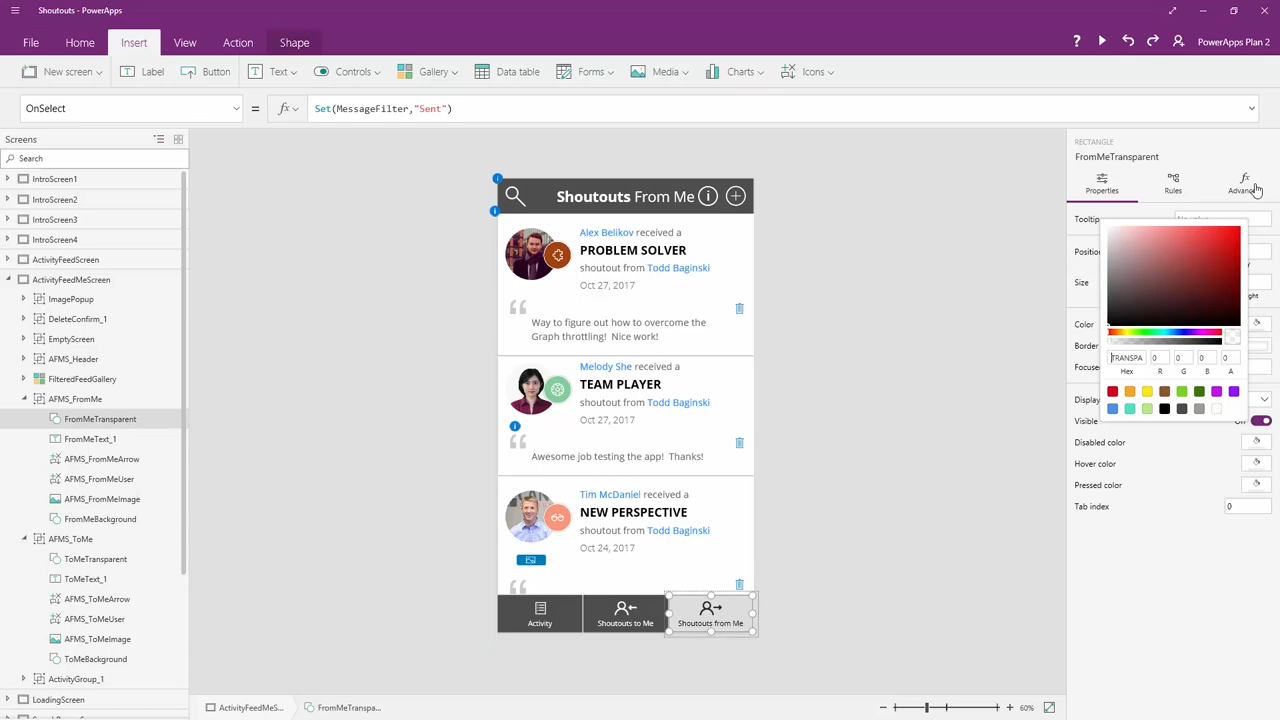 Shoutouts - PowerApps
File Home Insert View Action Shape
? PowerApps Plan 2
New screen Label Button Text Controls Gallery Data table Forms Media Charts Icons
OnSelect = fx Set(MessageFilter,"Sent")
Screens
Search
IntroScreen1
IntroScreen2
IntroScreen3
IntroScreen4
ActivityFeedScreen
ActivityFeedMeScreen
ImagePopup
DeleteConfirm_1
EmptyScreen
AFMS_Header
FilteredFeedGallery
AFMS_FromMe
FromMeTransparent
FromMeText_1
AFMS_FromMeArrow
AFMS_FromMeUser
AFMS_FromMeImage
FromMeBackground
AFMS_ToMe
ToMeTransparent
ToMeText_1
AFMS_ToMeArrow
AFMS_ToMeUser
AFMS_ToMeImage
ToMeBackground
ActivityGroup_1
LoadingScreen
Shoutouts From Me
Alex Belikov received a
PROBLEM SOLVER
shoutout from Todd Baginski
Oct 27, 2017
Way to figure out how to overcome the
Graph throttling! Nice work!
Melody She received a
TEAM PLAYER
shoutout from Todd Baginski
Oct 27, 2017
Awesome job testing the app! Thanks!
Tim McDaniel received a
NEW PERSPECTIVE
shoutout from Todd Baginski
Oct 24, 2017
Activity Shoutouts to Me Shoutouts from Me
RECTANGLE
FromMeTransparent
fx
Properties Rules Advan
Tooltip No value
Position
Size
Color
Border
Focused
TRANSPA 0 0 0 0
Hex R G B A
Display
Visible On
Disabled color
Hover color
Pressed color
Tab index 0
ActivityFeedMeS... FromMeTranspa... 60%